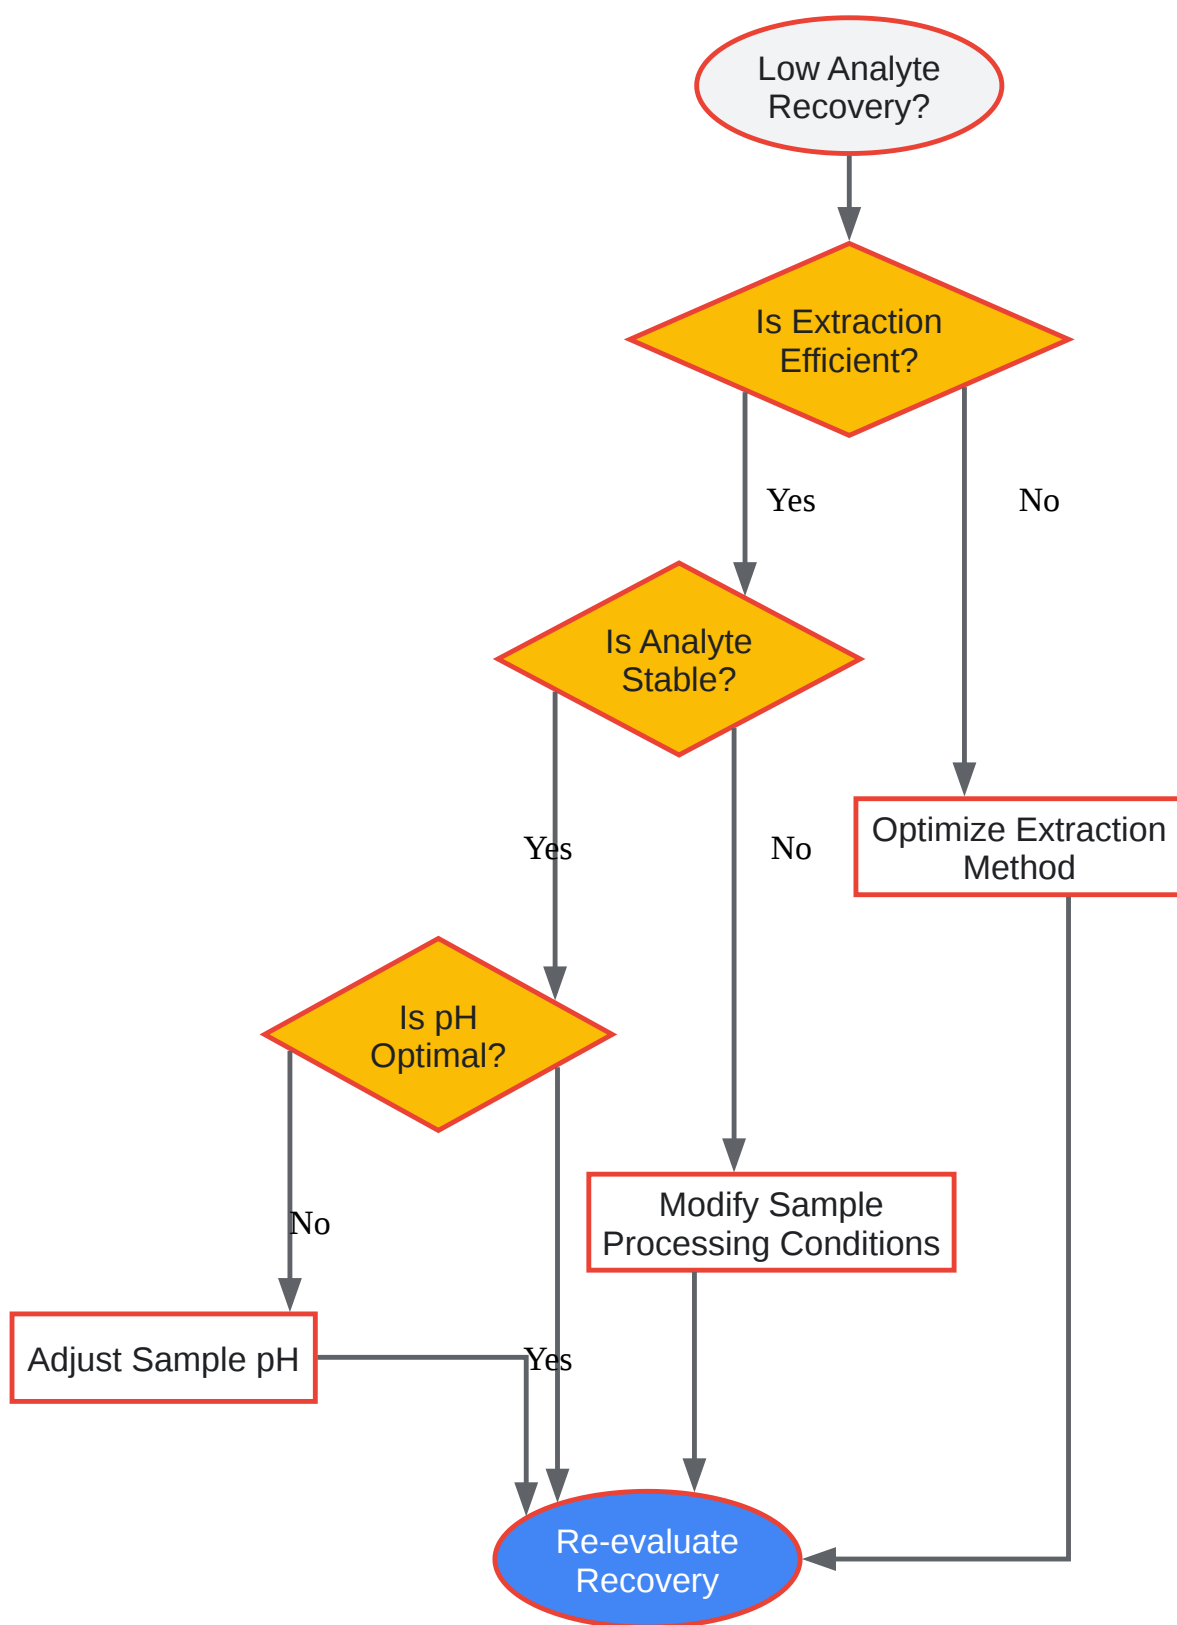 Low Analyte
Recovery?
Is Extraction
Efficient?
Yes
No
Is Analyte
Stable?
Optimize Extraction
Method
Yes
No
Is pH
Optimal?
Modify Sample
Processing Conditions
No
Adjust Sample pH
Yes
Re-evaluate
Recovery